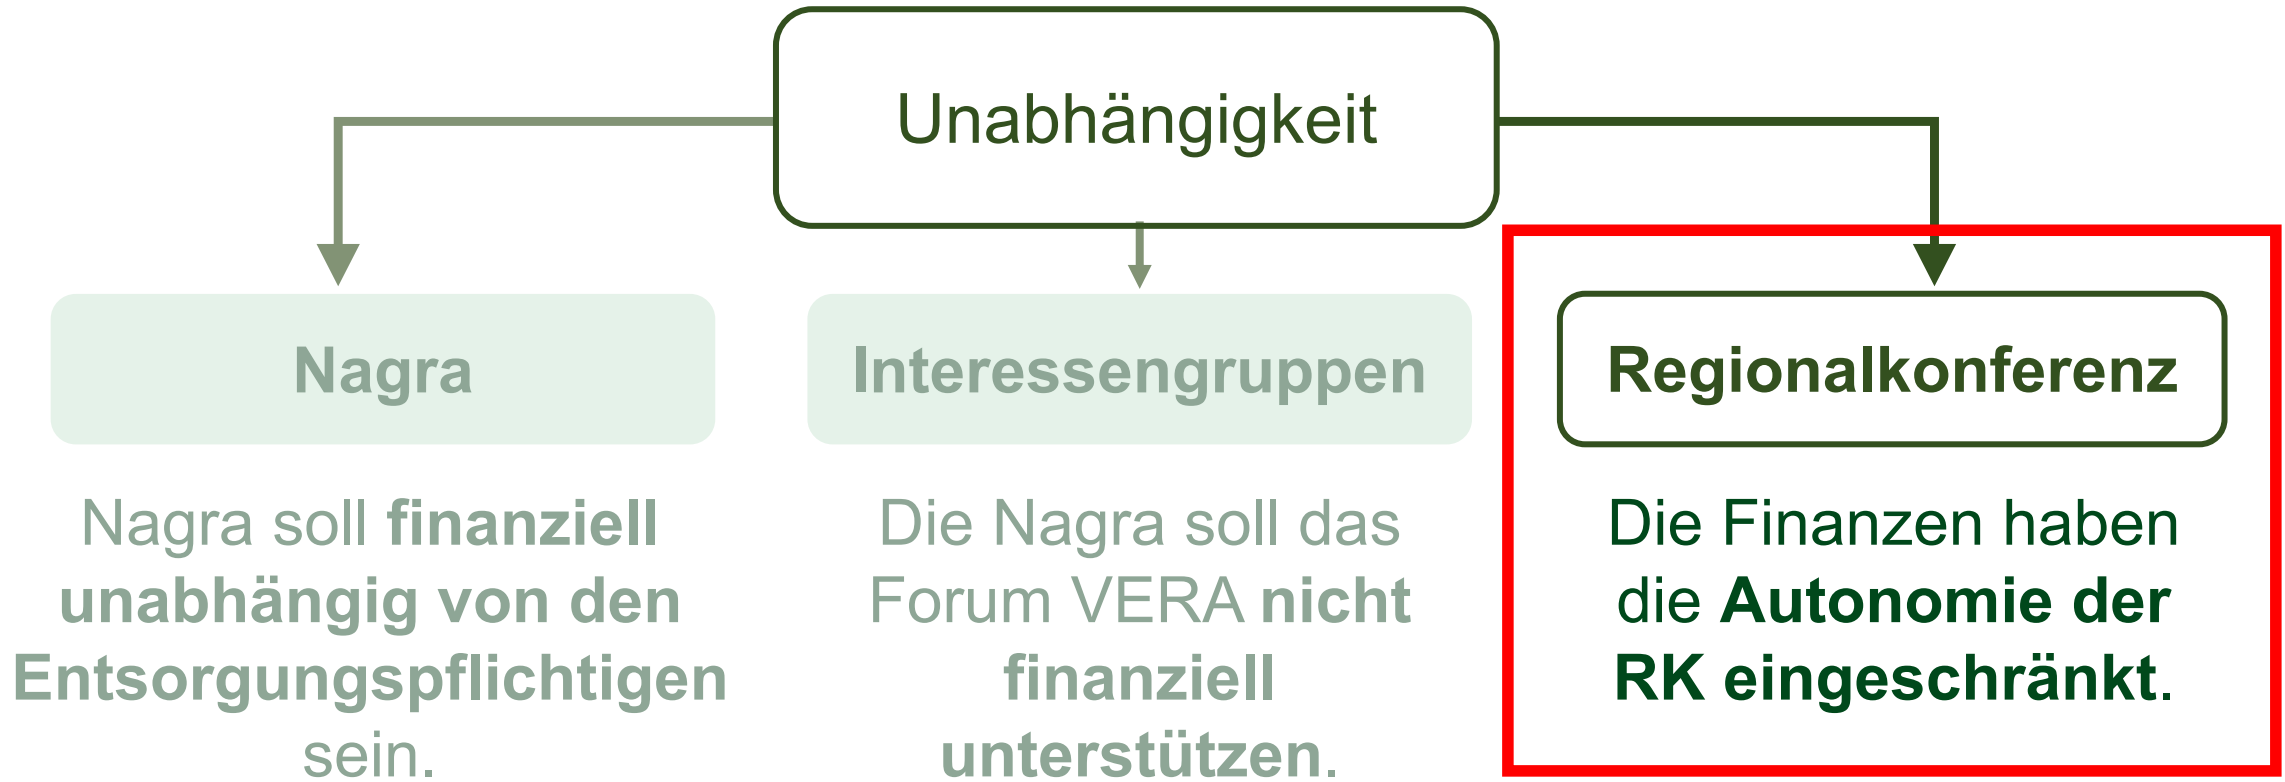 Unabhängigkeit
Nagra
Nagra soll finanziell
unabhängig von den
Entsorgungspflichtigen
sein.
Interessengruppen
Die Nagra soll das
Forum VERA nicht
finanziell
unterstützen.
Regionalkonferenz
Die Finanzen haben
die Autonomie der
RK eingeschränkt.